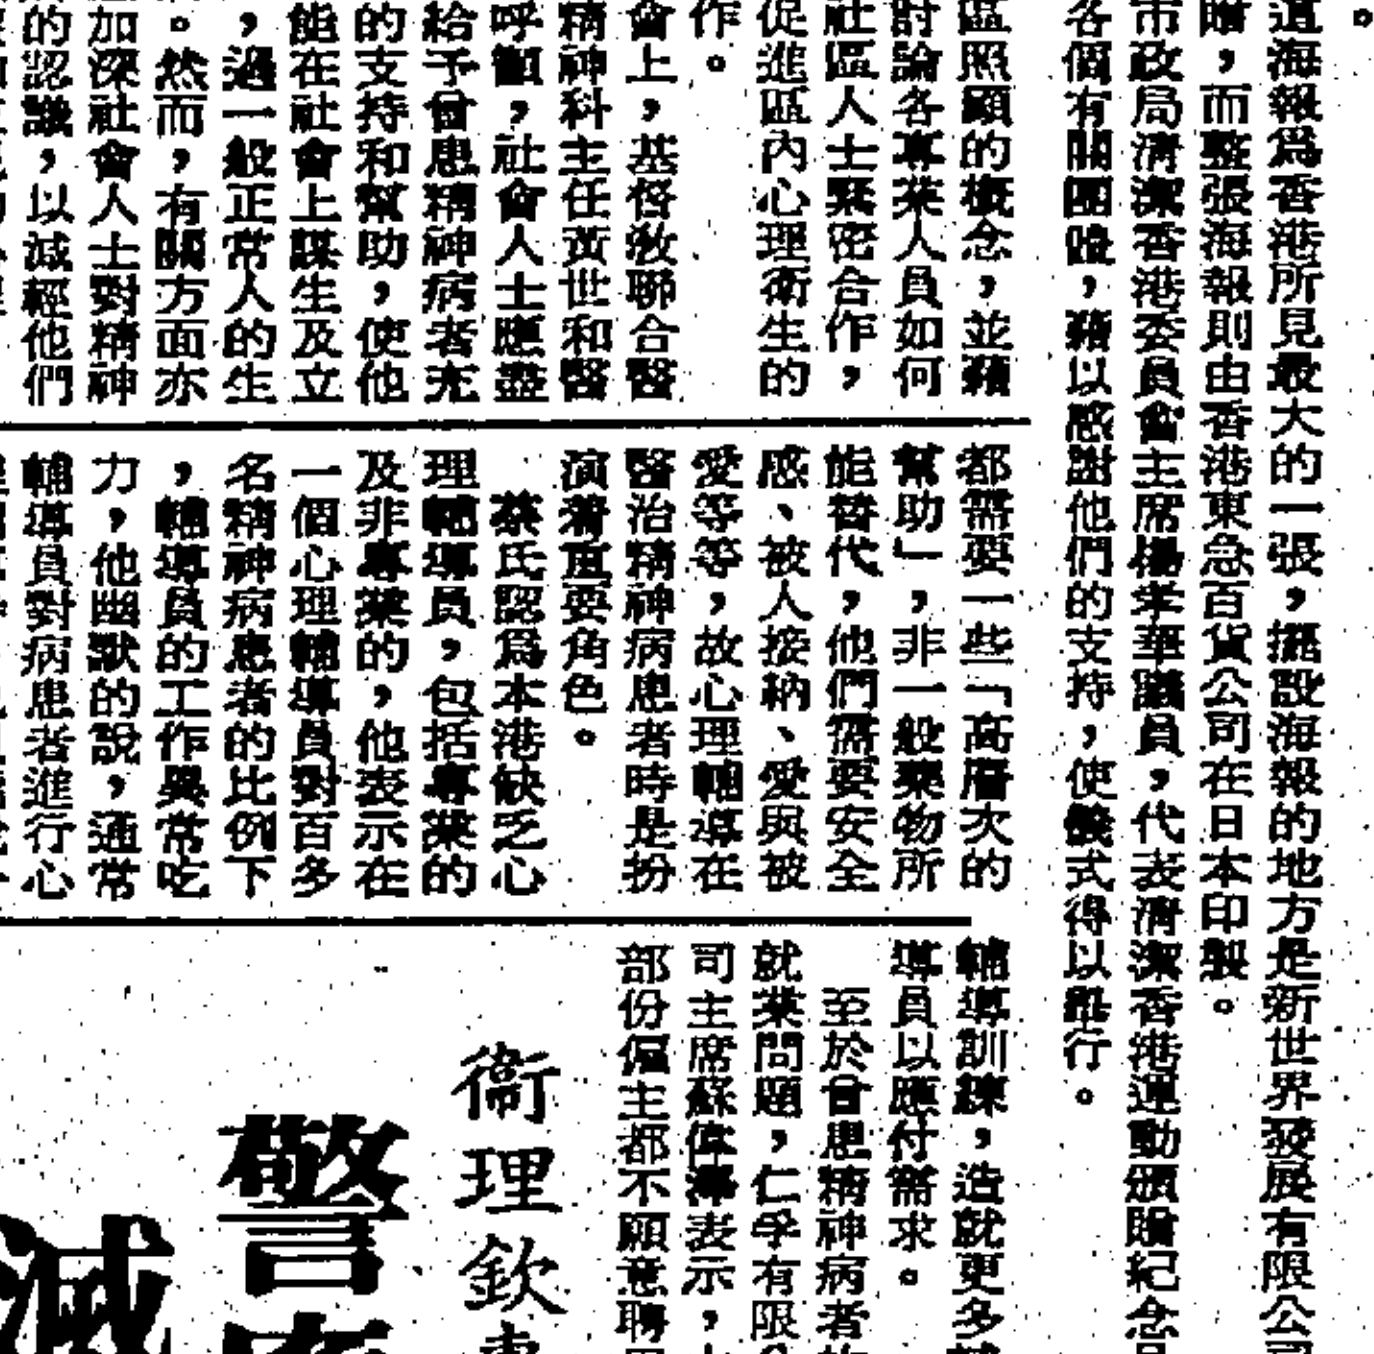 。
道海報爲香港所見最大的一張，擺設海報的地方是新世界發展有限公司
贈，而整張海報則由香港東急百貨公司在日本印製。
市政局清潔香港委員會主席楊孝華議員，代表清潔香港運動頒贈紀念品
各個有關團體，藉以感謝他們的支持，使儀式得以舉行。
區照顧的概念，並藉
討論各專業人員如何
社區人士緊密合作，
促進區內心理衛生的
作。
會上，基督敎聯合醫
精神科主任黃世和醫
呼籲，社會人士應盡
給予曾患精神病者充
的支持和幫助，使他
能在社會上謀生及立
，過一般正常人的生
。然而，有關方面亦
加深社會人士對精神
的認識，以減輕他們
都需要一些「高層次的
幫助」，非一般藥物所
能替代，他們需要安全
感、被人接納、愛與被
愛等等，故心理輔導在
醫治精神病患者時是扮
演着重要角色。
蔡氏認爲本港缺乏心
理輔導員，包括專業的
及非專業的，他表示在
一個心理輔導員對百多
名精神病患者的比例下
，輔導員的工作異常吃
力，他幽默的說，通常
輔導員對病患者進行心
輔導訓練，造就更多
導員以應付需求。
至於曾患精神病者
就業問題，仁孚有限
司主席蘇偉澤表示，
部份僱主都不願意聘
衞理欽
警
滅